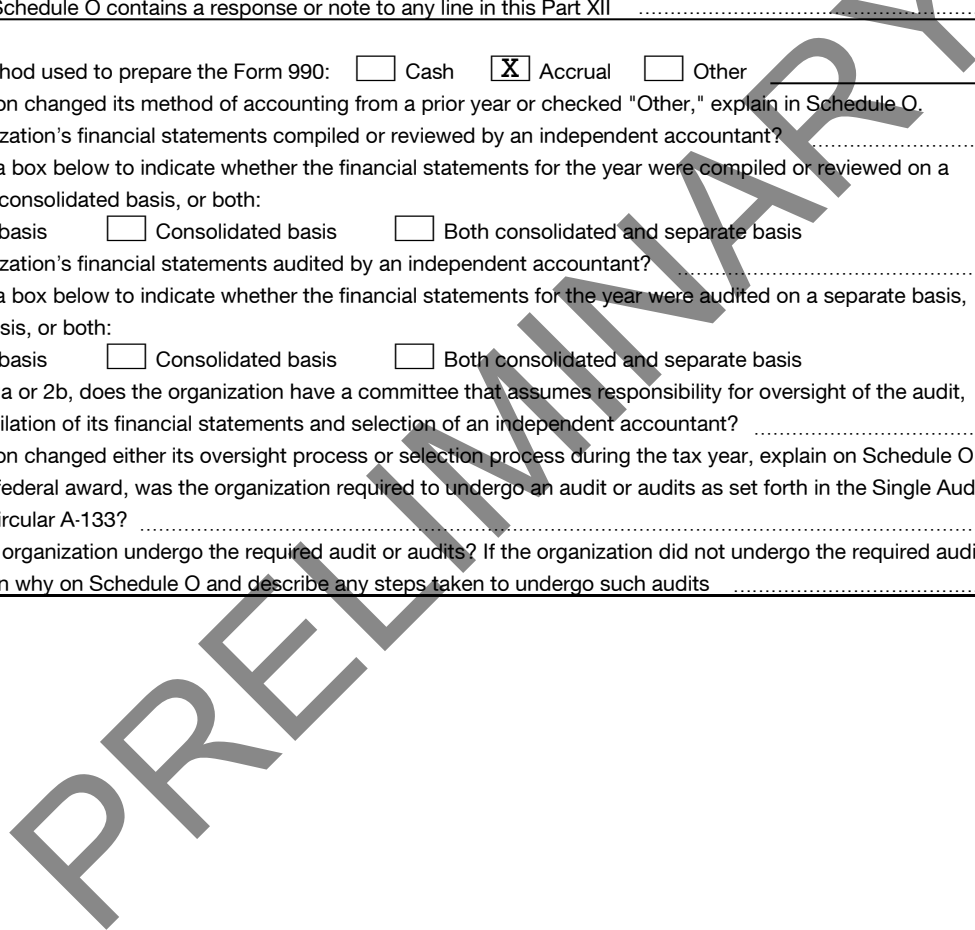 Schedule O contains a response or note to any line in this Part XII
hod used to prepare the Form 990: Cash X Accrual Other
on changed its method of accounting from a prior year or checked "Other," explain in Schedule O.
zation's financial statements compiled or reviewed by an independent accountant?
a box below to indicate whether the financial statements for the year were compiled or reviewed on a
consolidated basis, or both:
basis Consolidated basis Both consolidated and separate basis
zation's financial statements audited by an independent accountant?
a box below to indicate whether the financial statements for the year were audited on a separate basis,
sis, or both:
basis Consolidated basis Both consolidated and separate basis
a or 2b, does the organization have a committee that assumes responsibility for oversight of the audit,
ilation of its financial statements and selection of an independent accountant?
on changed either its oversight process or selection process during the tax year, explain on Schedule O
federal award, was the organization required to undergo an audit or audits as set forth in the Single Aud
ircular A-133?
organization undergo the required audit or audits? If the organization did not undergo the required audi
n why on Schedule O and describe any steps taken to undergo such audits
PRELIMINARY